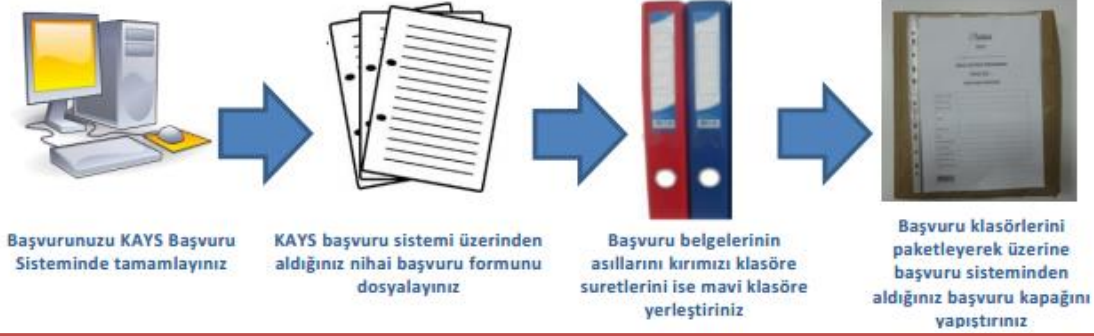 Başvurunuzu KAYS Başvuru
Sisteminde tamamlayınız
KAYS başvuru sistemi üzerinden
aldığınız nihai başvuru formunu
dosyalayınız
Başvuru belgelerinin
asıllarını kırımızı klasöre
suretlerini ise mavi klasöre
yerleştiriniz
Başvuru klasörlerini
paketleyerek üzerine
başvuru sisteminden
aldığınız başvuru kapağını
yapıştırınız